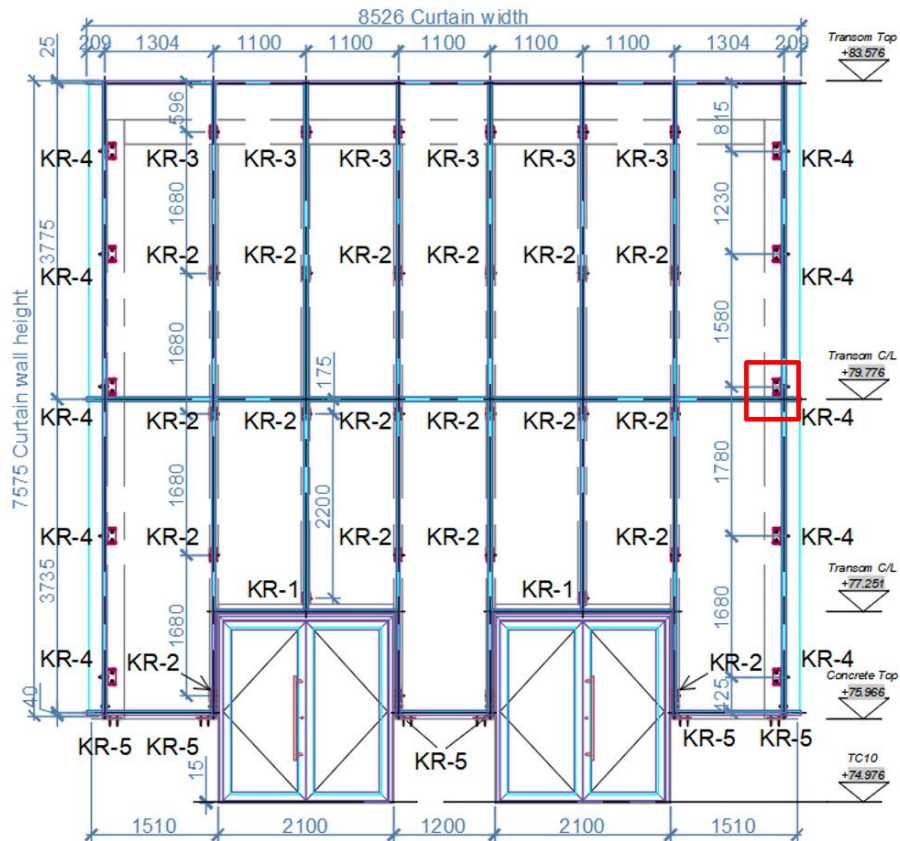 8526 Curtain width
25
209 1304 1100 1100 1100 1100 1100 1304 209
Transom Top
+83.576
596
815
KR-4 KR-3 KR-3 KR-3 KR-3 KR-3 KR-3 KR-4
1680
1230
3775
KR-4 KR-2 KR-2 KR-2 KR-2 KR-2 KR-2 KR-4
7575 Curtain wall height
1680
1580
175
Transom C/L
+79.776
KR-4 KR-2 KR-2 KR-2 KR-2 KR-2 KR-2 KR-4
1680
2200
1780
KR-4 KR-2 KR-2 KR-2 KR-2 KR-4
3735
Transom C/L
+77.251
KR-1 KR-1
1680
1680
KR-4 KR-2 KR-2 KR-4
Concrete Top
+75.966
40
425
KR-5 KR-5 KR-5 KR-5 KR-5
15
TC10
+74.976
1510 2100 1200 2100 1510